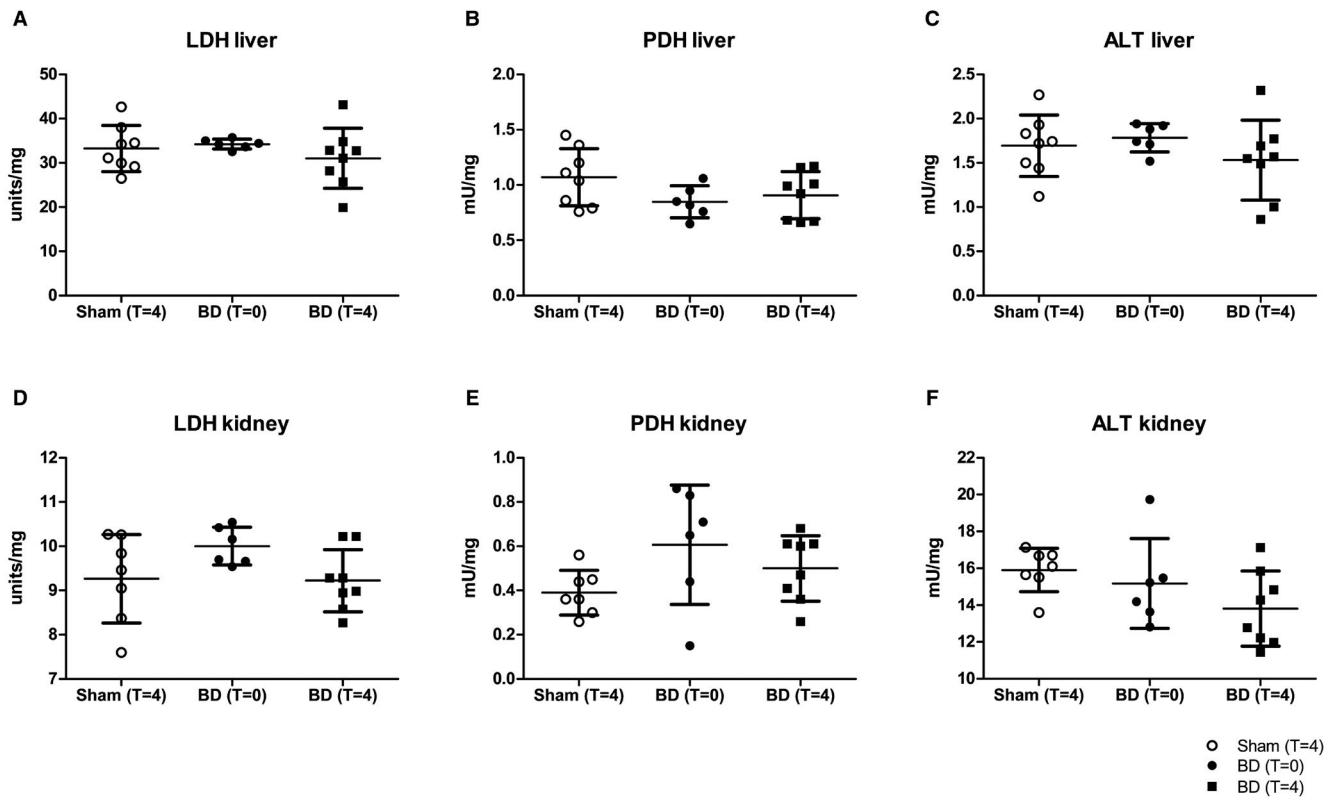 A
LDH liver
units/mg
50
40
30
20
10
0
Sham (T=4) BD (T=0) BD (T=4)
B
PDH liver
mU/mg
2.0
1.5
1.0
0.5
0.0
Sham (T=4) BD (T=0) BD (T=4)
C
ALT liver
mU/mg
2.5
2.0
1.5
1.0
0.5
0.0
Sham (T=4) BD (T=0) BD (T=4)
D
LDH kidney
units/mg
12
11
10
9
8
7
Sham (T=4) BD (T=0) BD (T=4)
E
PDH kidney
mU/mg
1.0
0.8
0.6
0.4
0.2
0.0
Sham (T=4) BD (T=0) BD (T=4)
F
ALT kidney
mU/mg
22
20
18
16
14
12
10
Sham (T=4) BD (T=0) BD (T=4)
Sham (T=4)
BD (T=0)
BD (T=4)